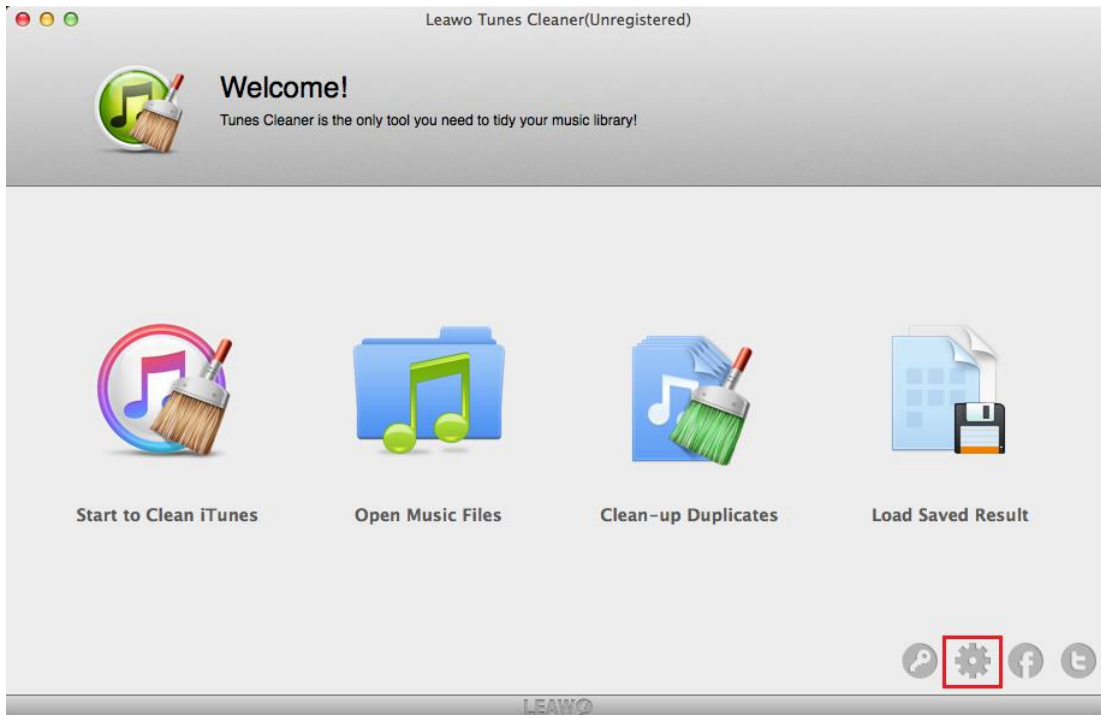 Leawo Tunes Cleaner(Unregistered)
Welcome!
Tunes Cleaner is the only tool you need to tidy your music library!
Start to Clean iTunes
Open Music Files
Clean-up Duplicates
Load Saved Result
LEAWO